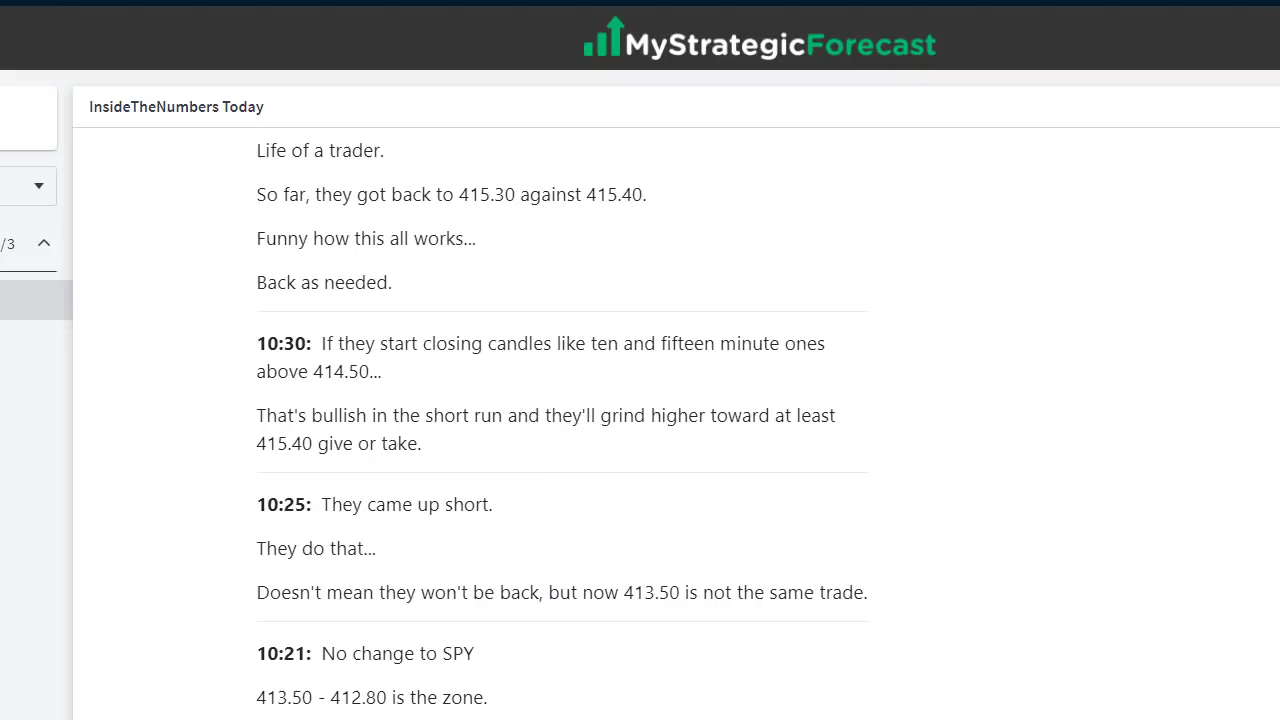 MyStrategicForecast
InsideTheNumbers Today
Life of a trader.
So far, they got back to 415.30 against 415.40.
Funny how this all works...
/3
Back as needed.
10:30: If they start closing candles like ten and fifteen minute ones
above 414.50...
That's bullish in the short run and they'll grind higher toward at least
415.40 give or take.
10:25: They came up short.
They do that...
Doesn't mean they won't be back, but now 413.50 is not the same trade.
10:21: No change to SPY
413.50 - 412.80 is the zone.